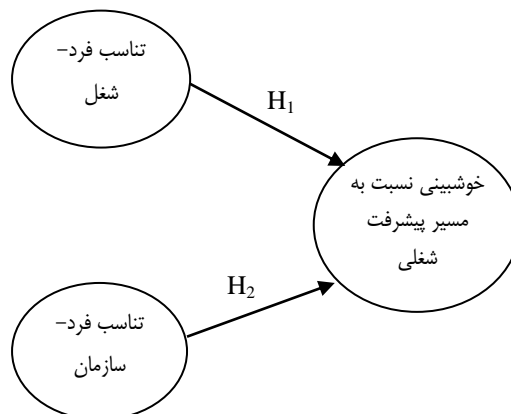 تناسب فرد–
شغل
H₁
خوشبینی نسبت به
مسیر پیشرفت
شغلی
H₂
تناسب فرد–
سازمان